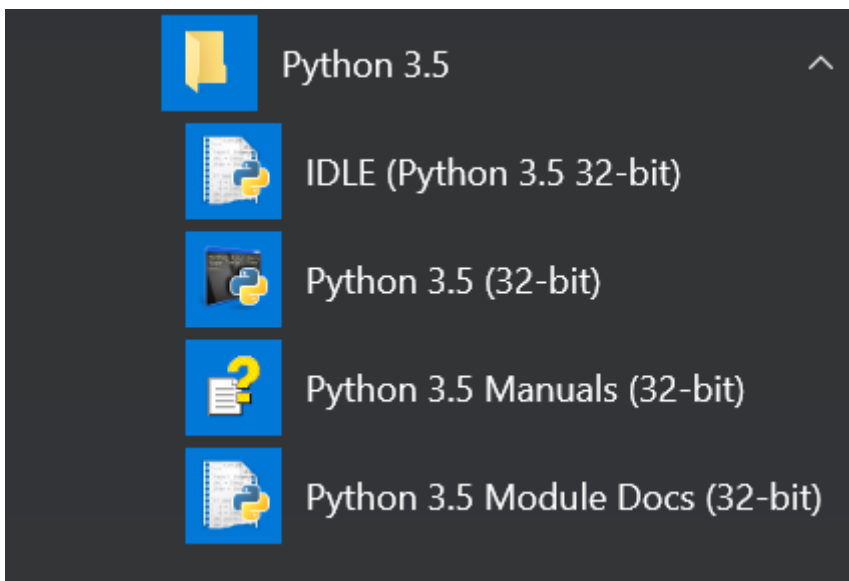 Python 3.5
IDLE (Python 3.5 32-bit)
Python 3.5 (32-bit)
Python 3.5 Manuals (32-bit)
Python 3.5 Module Docs (32-bit)